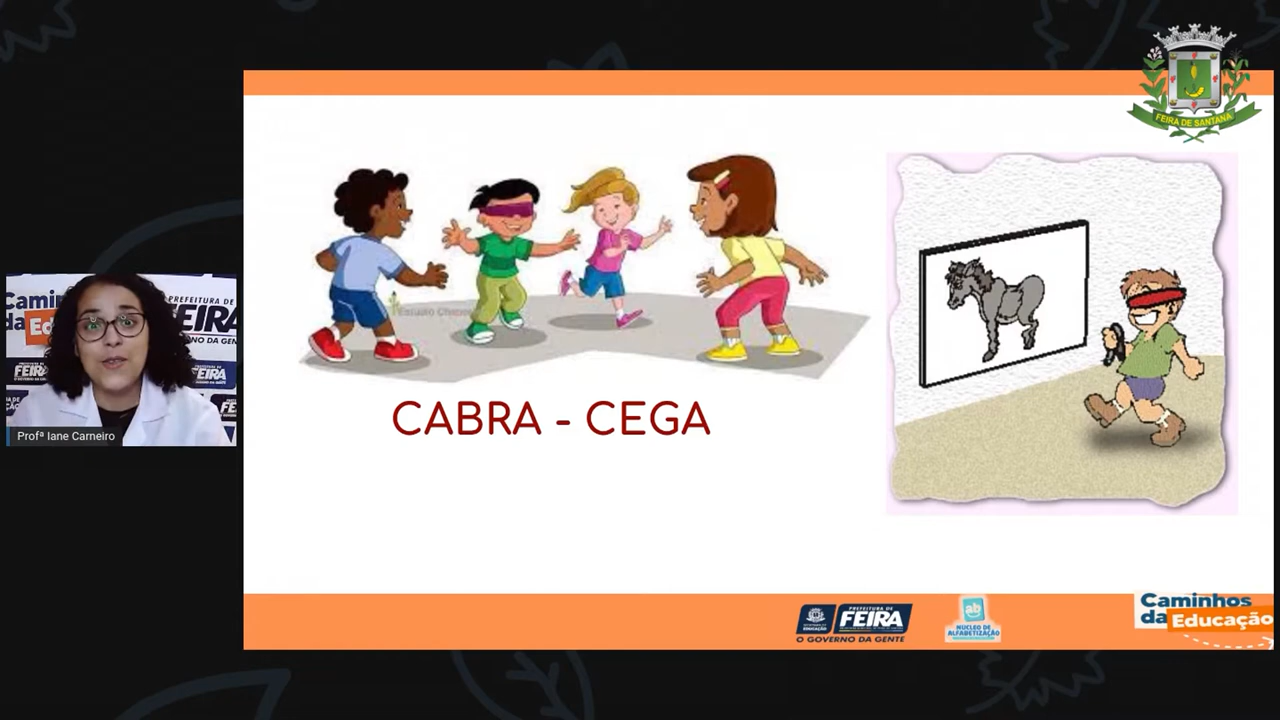 FEIRA DE SANTANA
CABRA - CEGA
Profª Iane Carneiro
PREFEITURA DE
FEIRA
O GOVERNO DA GENTE
NÚCLEO DE
ALFABETIZAÇÃO
Caminhos
da Educação